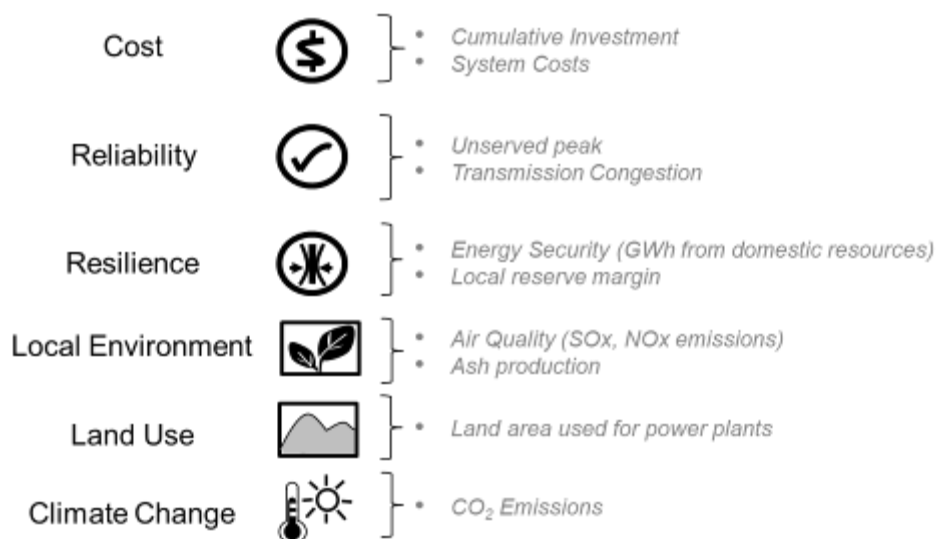 Cost
$
• Cumulative Investment
• System Costs
Reliability
• Unserved peak
• Transmission Congestion
Resilience
• Energy Security (GWh from domestic resources)
• Local reserve margin
Local Environment
• Air Quality (SOx, NOx emissions)
• Ash production
Land Use
• Land area used for power plants
Climate Change
• CO₂ Emissions